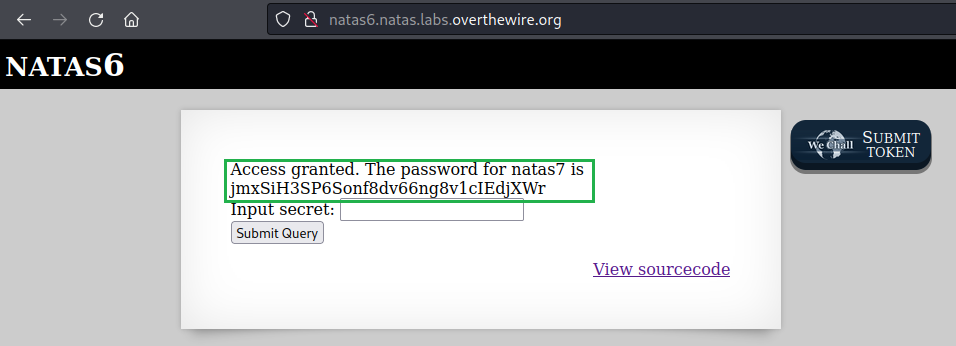 natas6.natas.labs.overthewire.org
NATAS6
We Chall
SUBMIT
TOKEN
Access granted. The password for natas7 is
jmxSiH3SP6Sonf8dv66ng8v1cIEdjXWr
Input secret:
Submit Query
View sourcecode